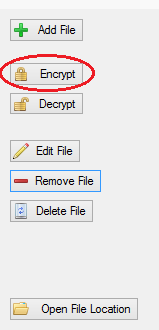 Add File
Encrypt
Decrypt
Edit File
Remove File
Delete File
Open File Location